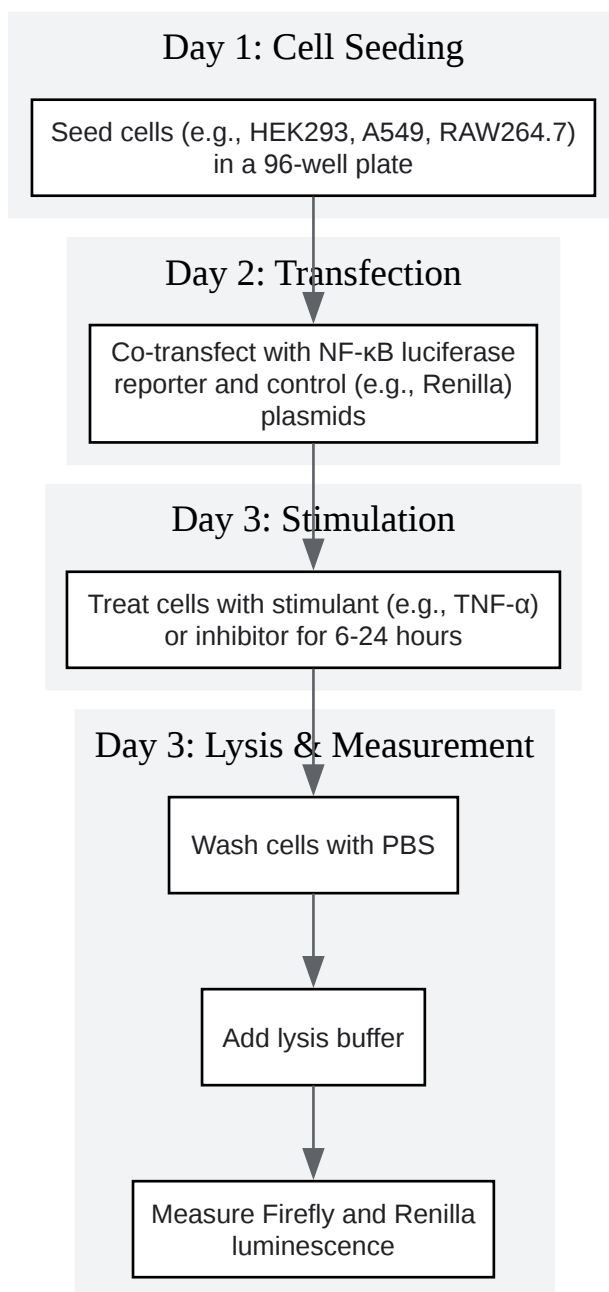 Day 1: Cell Seeding
Seed cells (e.g., HEK293, A549, RAW264.7)
in a 96-well plate
Day 2: Transfection
Co-transfect with NF-κB luciferase
reporter and control (e.g., Renilla)
plasmids
Day 3: Stimulation
Treat cells with stimulant (e.g., TNF-α)
or inhibitor for 6-24 hours
Day 3: Lysis & Measurement
Wash cells with PBS
Add lysis buffer
Measure Firefly and Renilla
luminescence